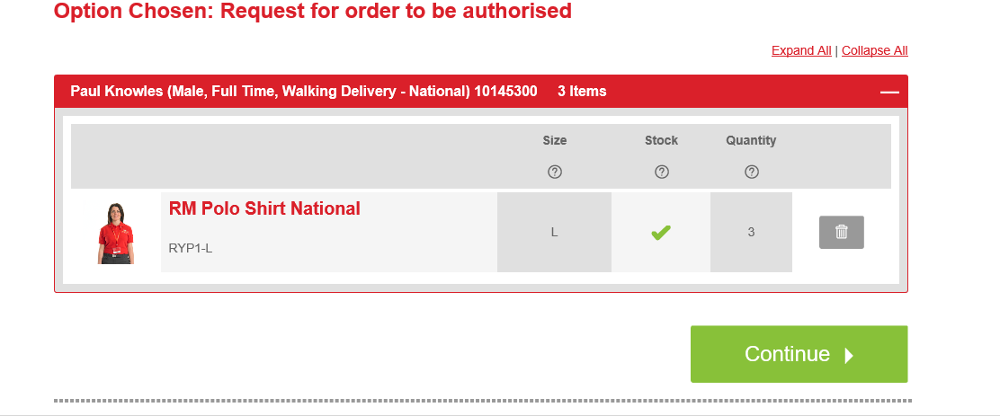 Option Chosen: Request for order to be authorised
Expand All | Collapse All
Paul Knowles (Male, Full Time, Walking Delivery - National) 10145300 3 Items
Size Stock Quantity
? ? ?
RM Polo Shirt National
RYP1-L
L 3
Continue